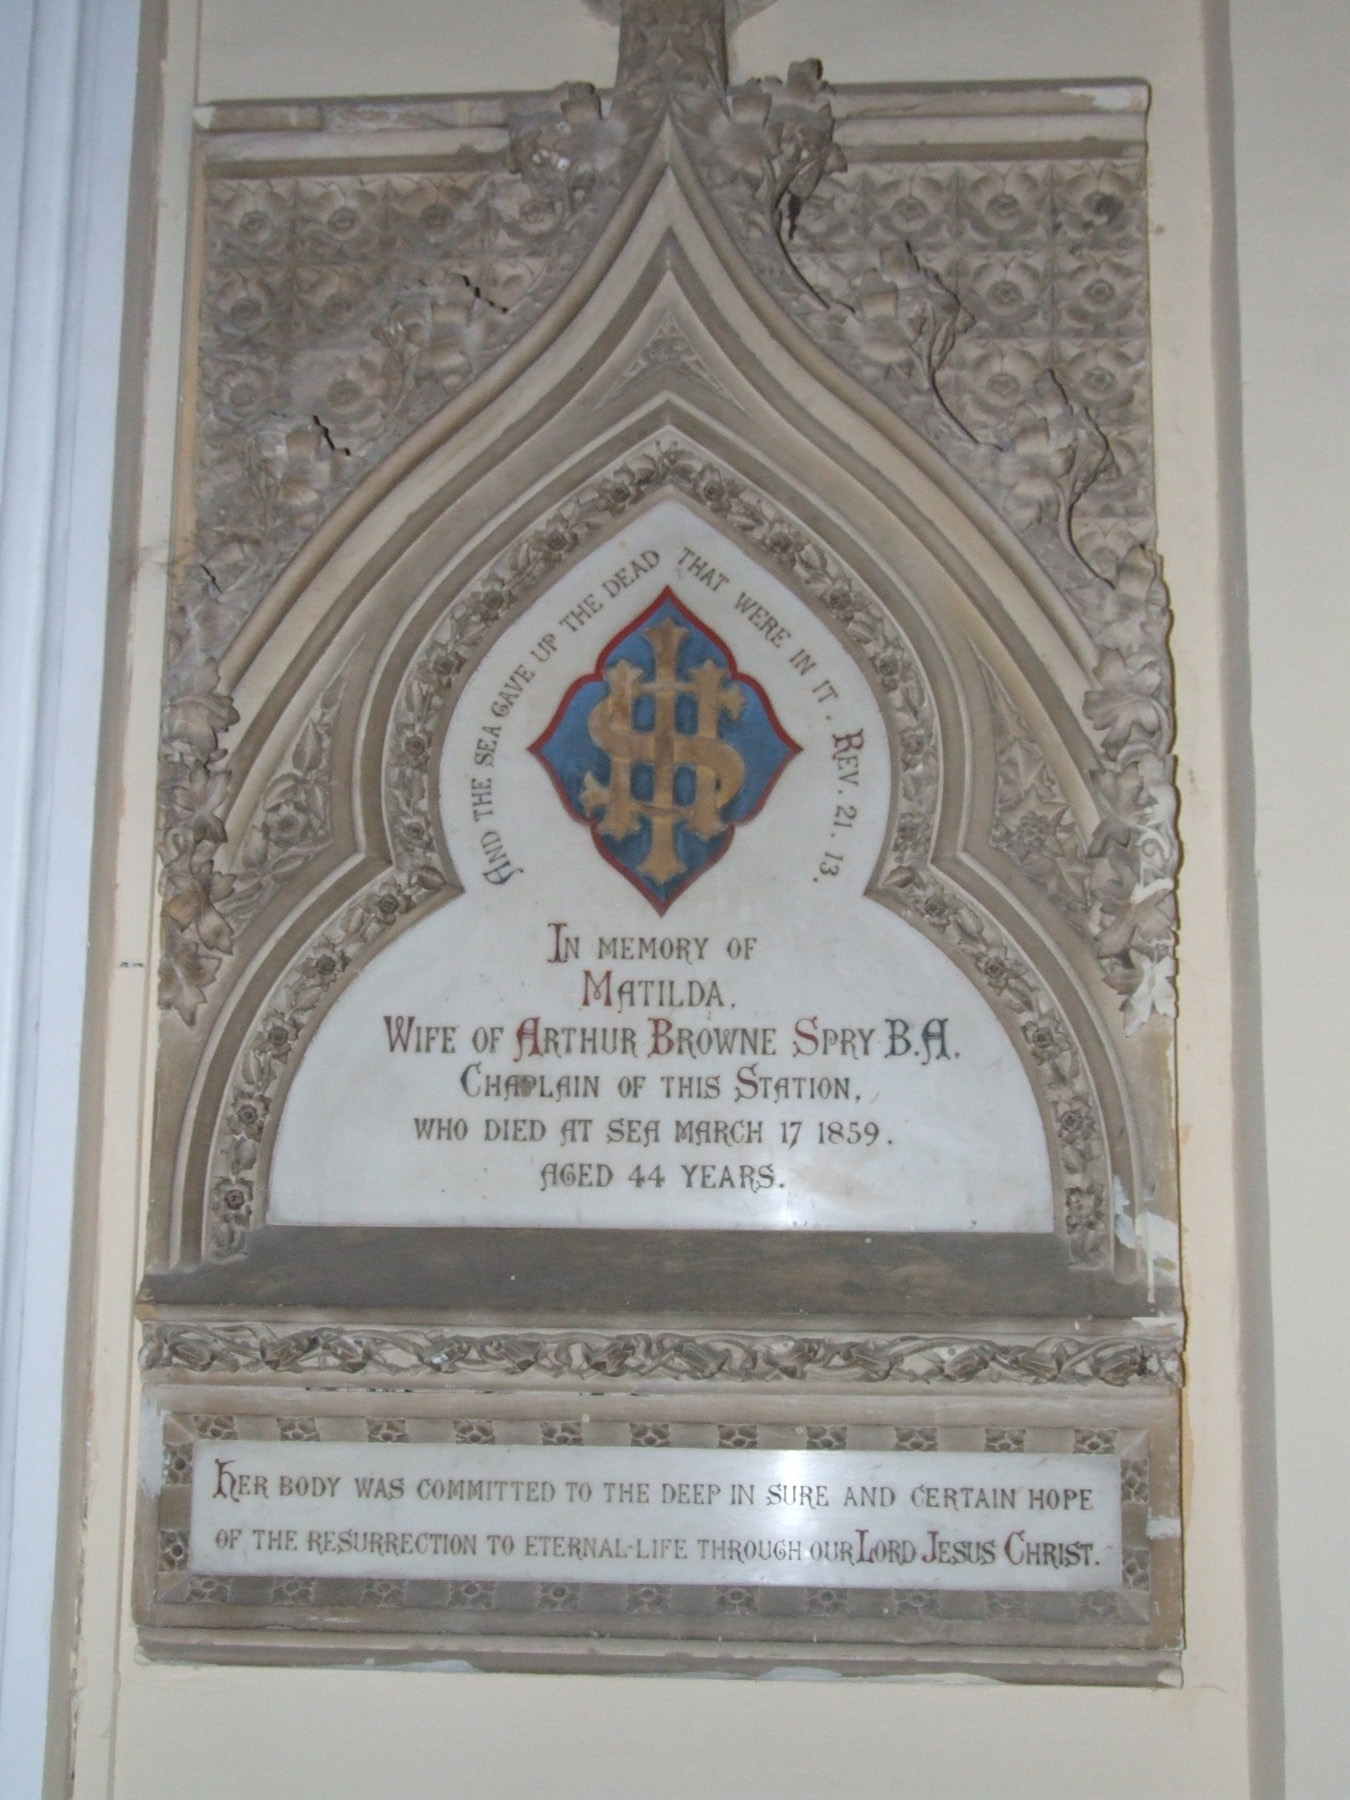 And the sea gave up the dead that were in it. Rev. 21. 13.
IHS
In memory of
Matilda,
Wife of Arthur Browne Spry B.A.
Chaplain of this Station,
who died at sea March 17 1859.
aged 44 years.
Her body was committed to the deep in sure and certain hope
of the resurrection to eternal-life through our Lord Jesus Christ.